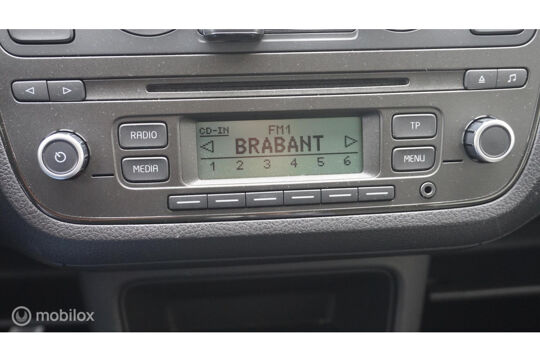 RADIO
MEDIA
CD-IN FM1
BRABANT
1 2 3 4 5 6
TP
MENU
mobilox